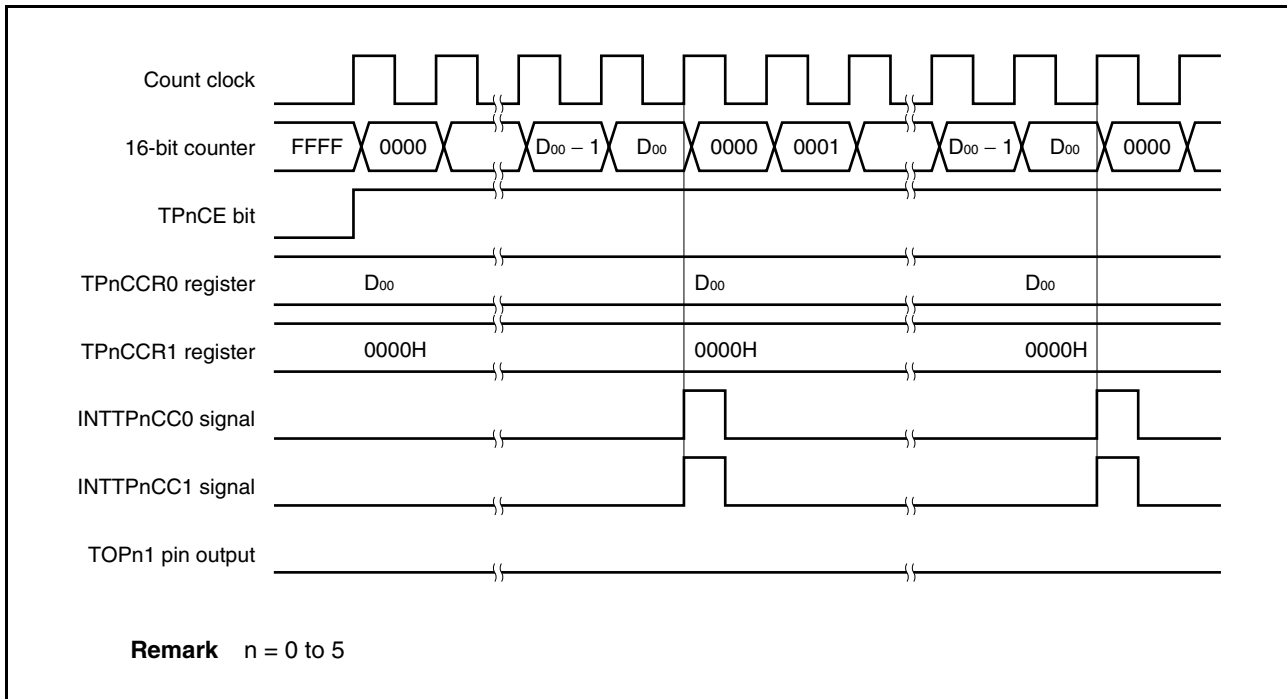 Count clock
16-bit counter FFFF 0000 D00 − 1 D00 0000 0001 D00 − 1 D00 0000
TPnCE bit
TPnCCR0 register D00 D00 D00
TPnCCR1 register 0000H 0000H 0000H
INTTPnCC0 signal
INTTPnCC1 signal
TOPn1 pin output
Remark n = 0 to 5